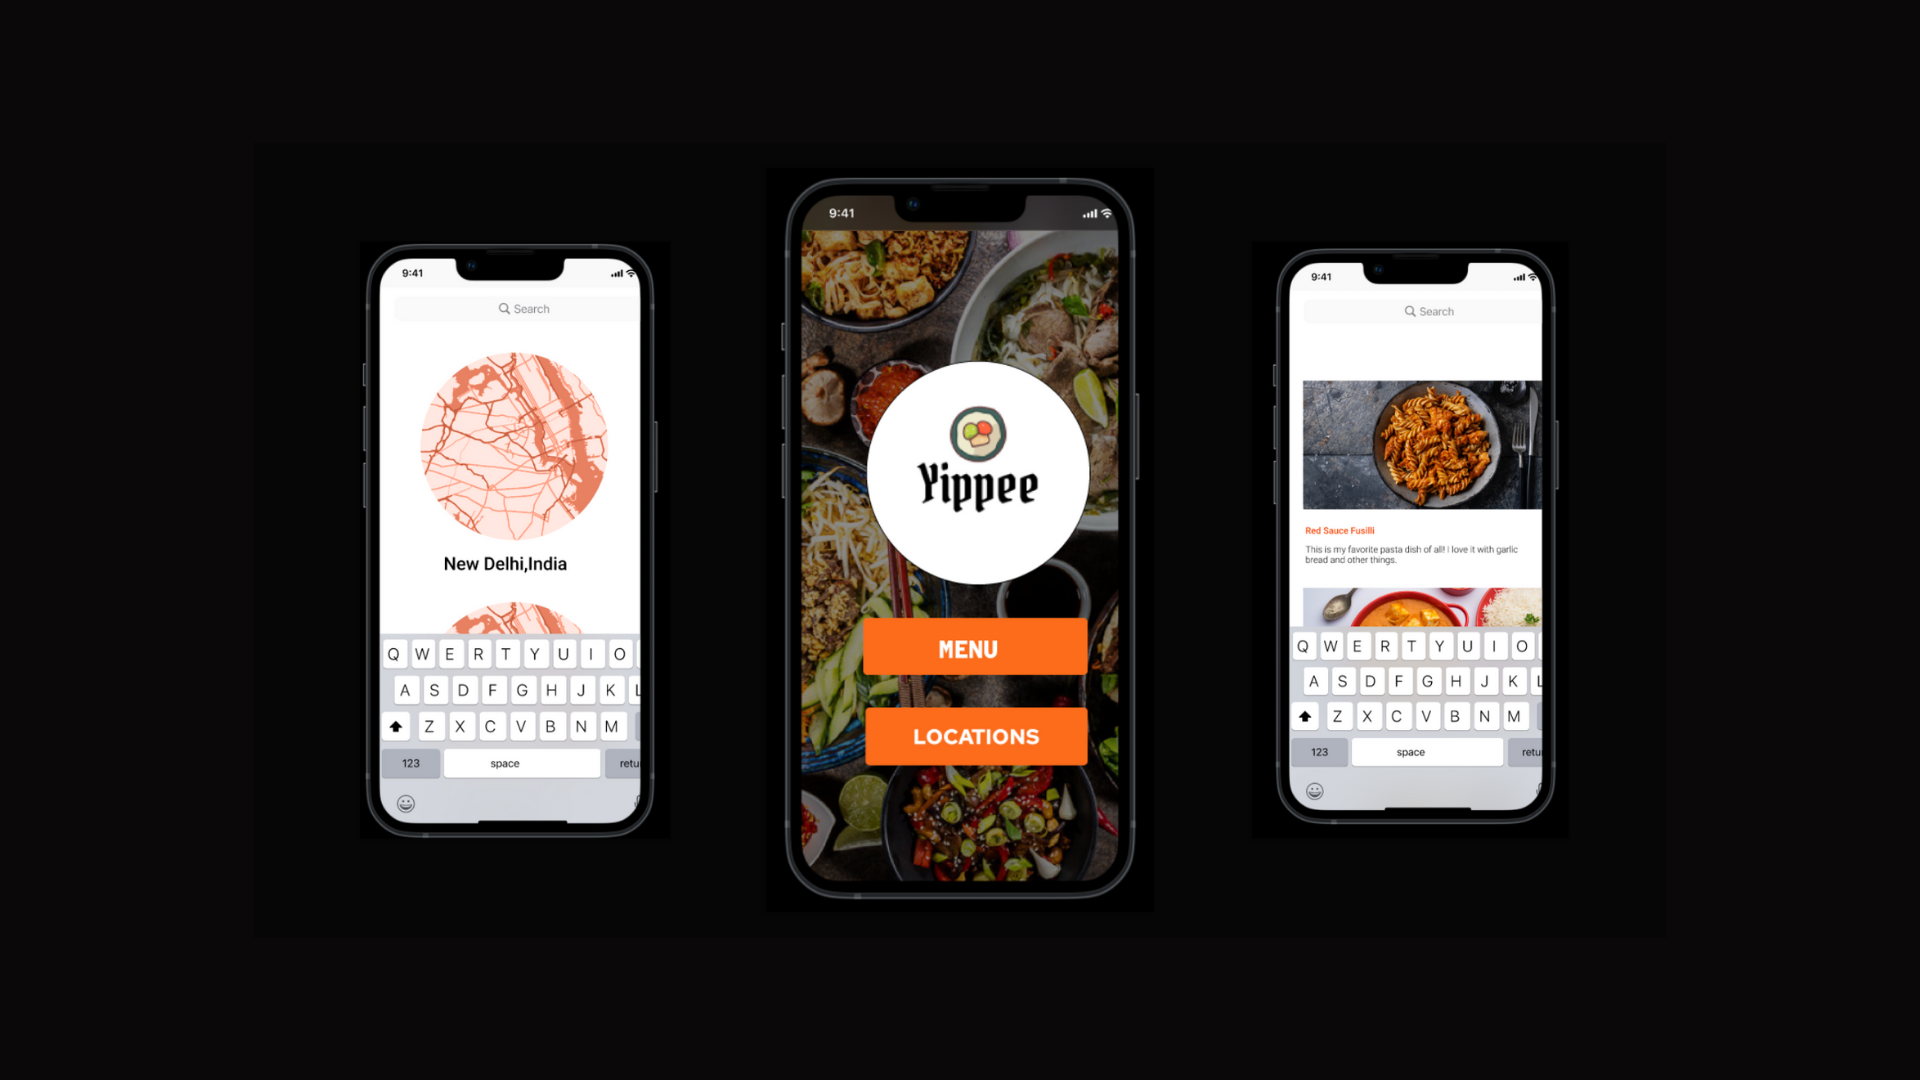 9:41
Search
New Delhi,India
Q W E R T Y U I O
A S D F G H J K L
Z X C V B N M
123 space retu
9:41
Yippee
MENU
LOCATIONS
9:41
Search
Red Sauce Fusilli
This is my favorite pasta dish of all! I love it with garlic
bread and other things.
Q W E R T Y U I O
A S D F G H J K L
Z X C V B N M
123 space retu